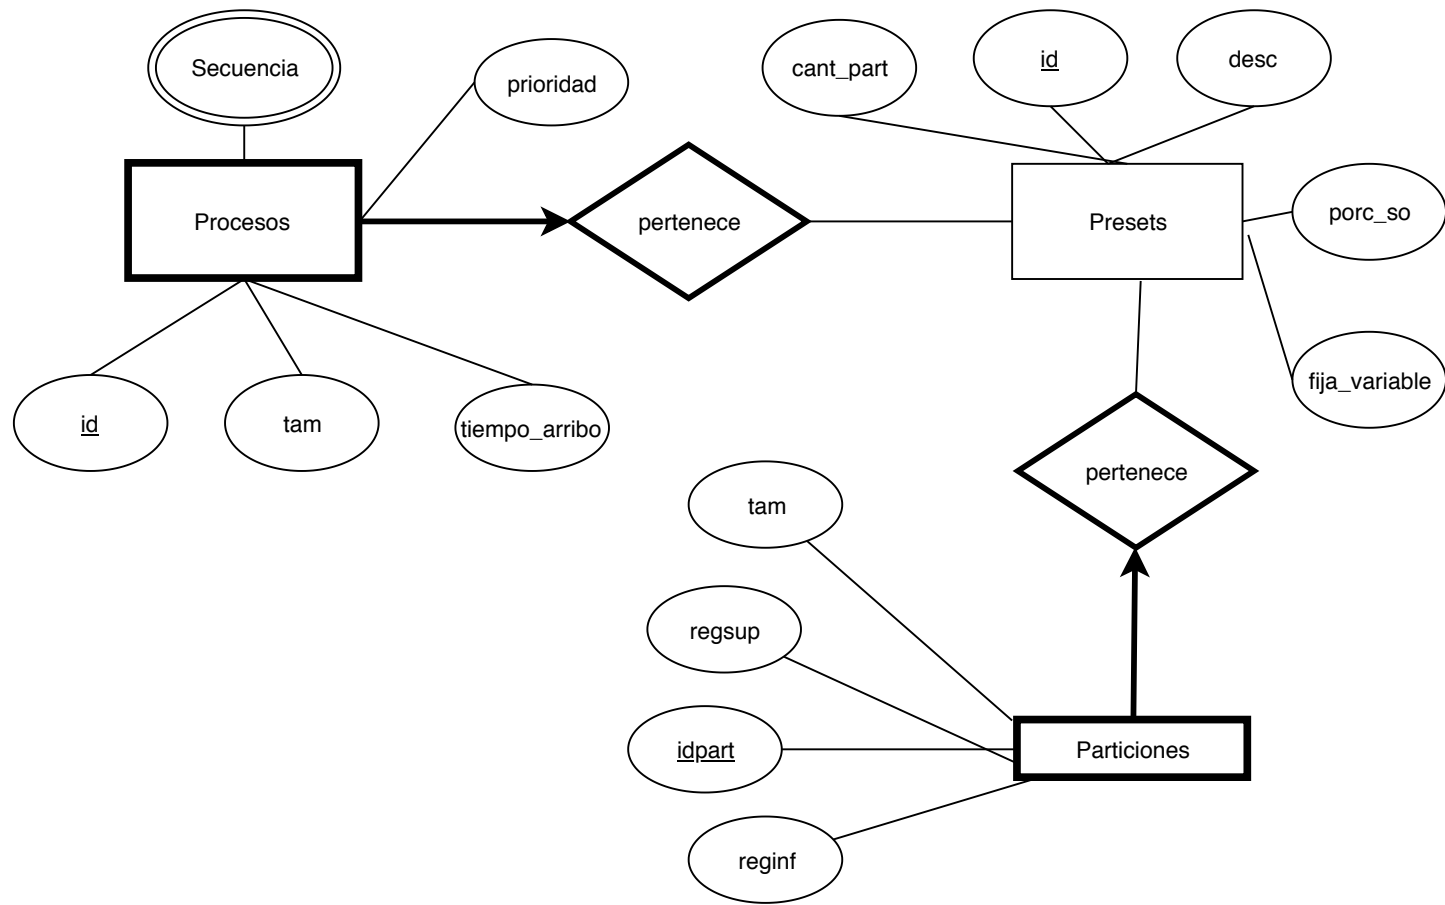 Secuencia
prioridad
cant_part
id
desc
Procesos
pertenece
Presets
porc_so
fija_variable
id
tam
tiempo_arribo
pertenece
tam
regsup
idpart
Particiones
reginf